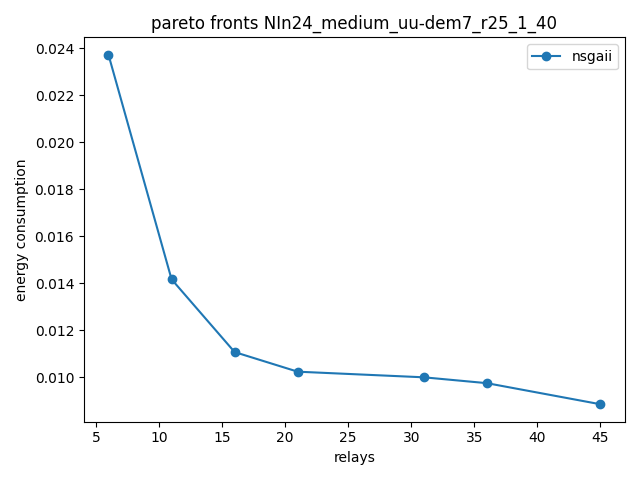 pareto fronts NIn24_medium_uu-dem7_r25_1_40
nsgaii
energy consumption
0.024
0.022
0.020
0.018
0.016
0.014
0.012
0.010
5 10 15 20 25 30 35 40 45
relays